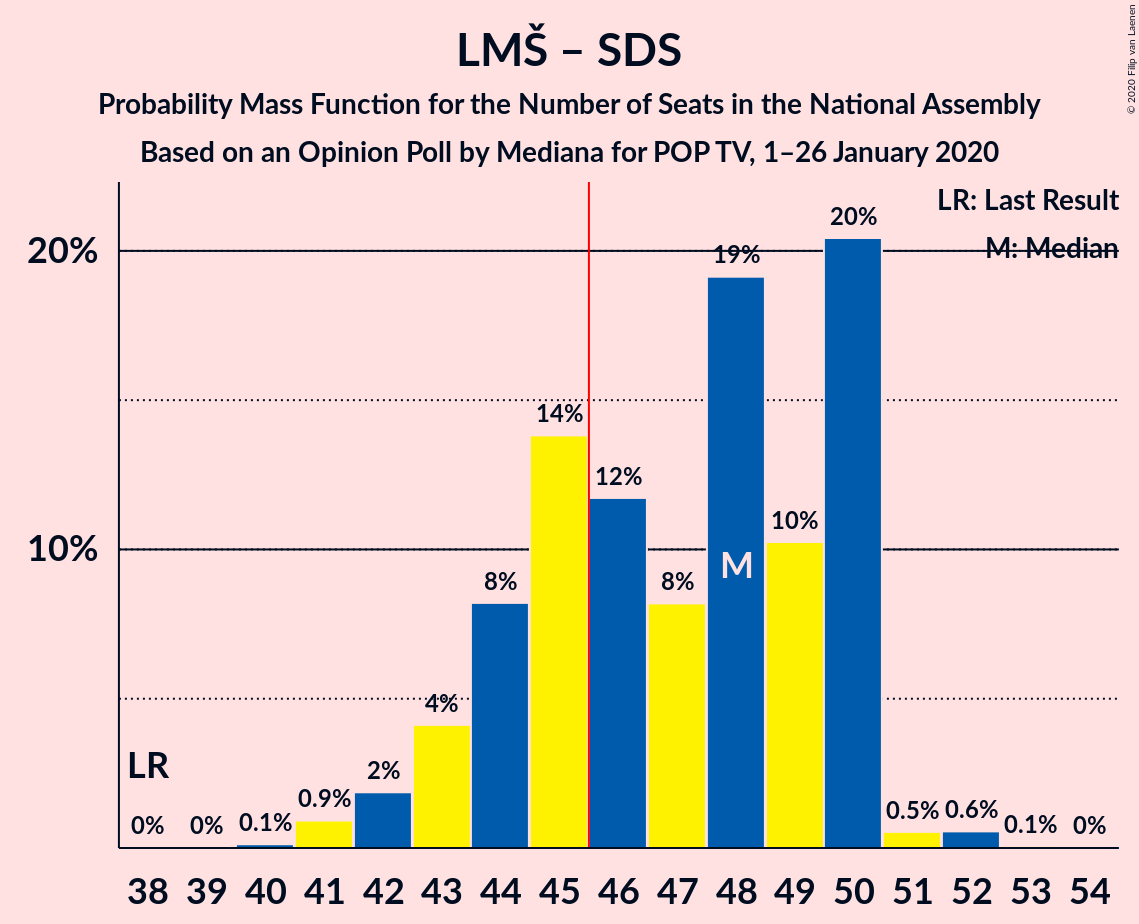 LMŠ – SDS
Probability Mass Function for the Number of Seats in the National Assembly
Based on an Opinion Poll by Mediana for POP TV, 1–26 January 2020
© 2020 Filip van Laenen
LR: Last Result
M: Median
20%
10%
20%
19%
14%
12%
10%
8%
8%
M
4%
LR
2%
0.9%
0% 0% 0.1%
0.5% 0.6% 0.1% 0%
38 39 40 41 42 43 44 45 46 47 48 49 50 51 52 53 54